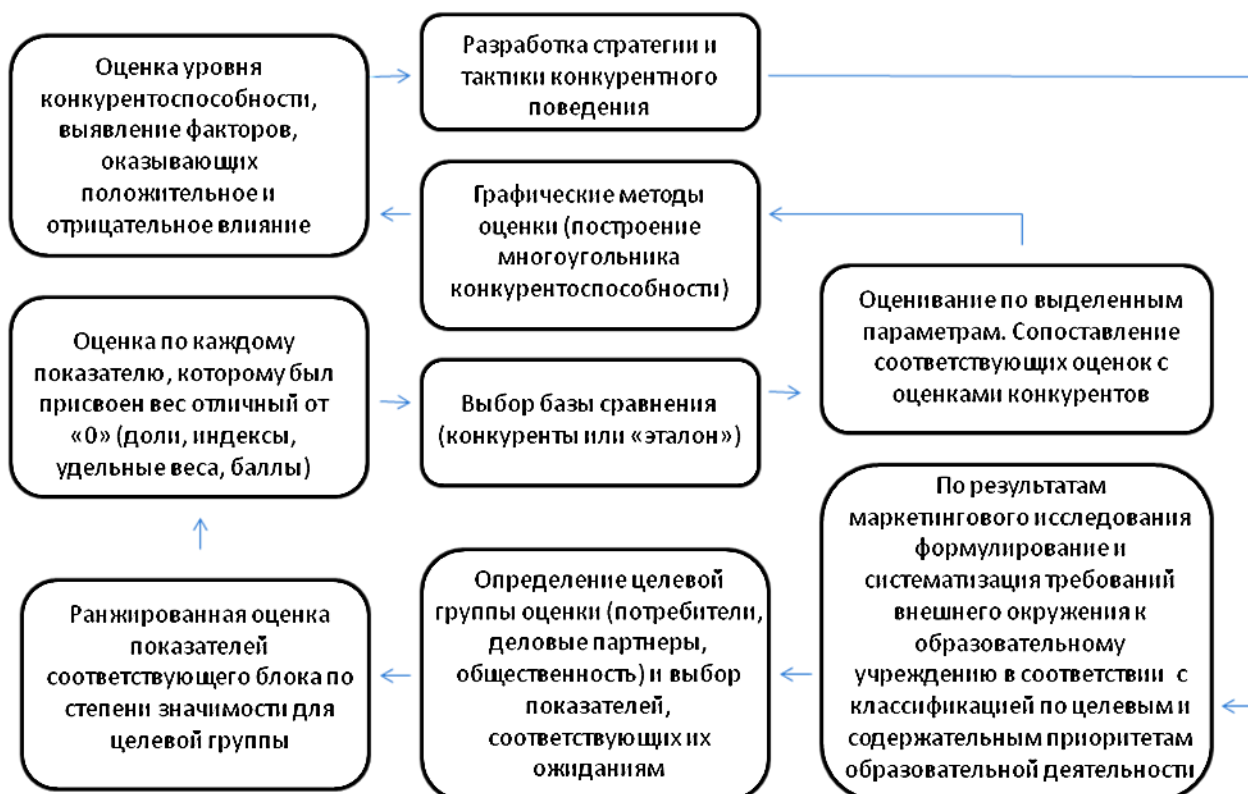 Оценка уровня
конкурентоспособности,
выявление факторов,
оказывающих
положительное и
отрицательное влияние
Разработка стратегии и
тактики конкурентного
поведения
Графические методы
оценки (построение
многоугольника
конкурентоспособности)
Оценивание по выделенным
параметрам. Сопоставление
соответствующих оценок с
оценками конкурентов
Оценка по каждому
показателю, которому был
присвоен вес отличный от
«0» (доли, индексы,
удельные веса, баллы)
Выбор базы сравнения
(конкуренты или «эталон»)
По результатам
маркетингового исследования
формулирование и
систематизация требований
внешнего окружения к
образовательному
учреждению в соответствии с
классификацией по целевым и
содержательным приоритетам
образовательной деятельности
Определение целевой
группы оценки (потребители,
деловые партнеры,
общественность) и выбор
показателей,
соответствующих их
ожиданиям
Ранжированная оценка
показателей
соответствующего блока по
степени значимости для
целевой группы